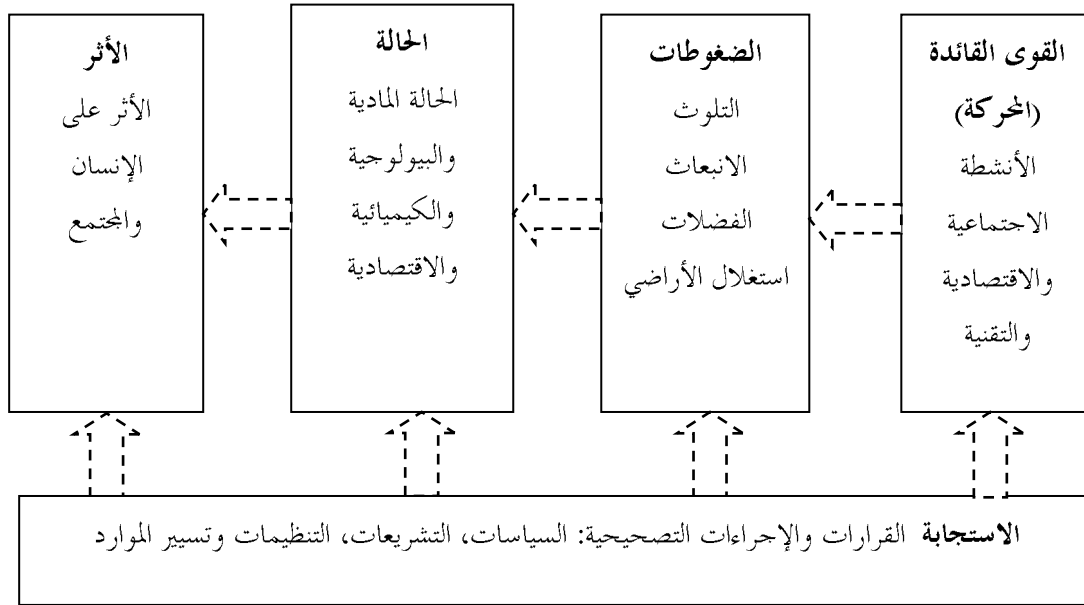 القوى القائدة
(المحركة)
الأنشطة
الاجتماعية
والاقتصادية
والتقنية
الضغوطات
التلوث
الانبعاث
الفضلات
استغلال الأراضي
الحالة
الحالة المادية
والبيولوجية
والكيميائية
والاقتصادية
الأثر
الأثر على
الإنسان
والمجتمع
الاستجابة القرارات والإجراءات التصحيحية: السياسات، التشريعات، التنظيمات وتسيير الموارد